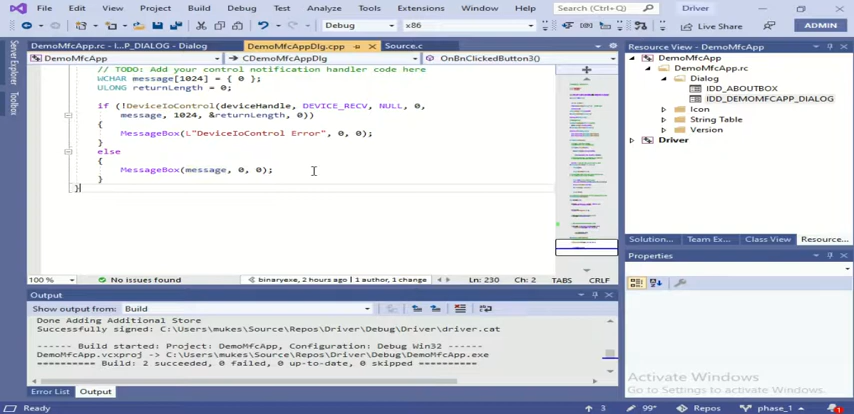 File Edit View Git Project Build Debug Test Analyze Tools Extensions Window Help Search (Ctrl+Q) Driver
Debug x86 Live Share ADMIN
Server Explorer
Toolbox
DemoMfcApp.rc - I...P_DIALOG - Dialog DemoMfcAppDlg.cpp Source.c
DemoMfcApp CDemoMfcAppDlg OnBnClickedButton3()
// TODO: Add your control notification handler code here
WCHAR message[1024] = { 0 };
ULONG returnLength = 0;
if (!DeviceIoControl(deviceHandle, DEVICE_RECV, NULL, 0,
message, 1024, &returnLength, 0))
{
MessageBox(L"DeviceIoControl Error", 0, 0);
}
else
{
MessageBox(message, 0, 0);
}
}
100 % No issues found binaryexe, 2 hours ago | 1 author, 1 change Ln: 230 Ch: 2 TABS CRLF
Output
Show output from: Build
Done Adding Additional Store
Successfully signed: C:\Users\mukes\Source\Repos\Driver\Debug\Driver\driver.cat
------ Build started: Project: DemoMfcApp, Configuration: Debug Win32 ------
DemoMfcApp.vcxproj -> C:\Users\mukes\Source\Repos\Driver\Debug\DemoMfcApp.exe
========== Build: 2 succeeded, 0 failed, 0 up-to-date, 0 skipped ==========
Error List Output
Resource View - DemoMfcApp
DemoMfcApp
DemoMfcApp.rc
Dialog
IDD_ABOUTBOX
IDD_DEMOMFCAPP_DIALOG
Icon
String Table
Version
Driver
Solution... Team Ex... Class View Resource...
Properties
Activate Windows
Go to Settings to activate Windows.
Ready 3 99* Repos phase_1 1